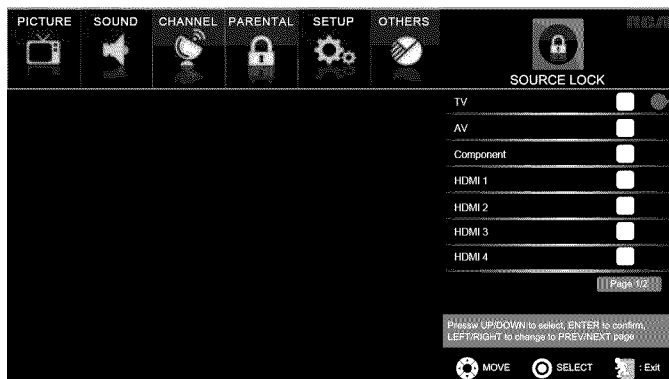 PICTURE SOUND CHANNEL PARENTAL SETUP OTHERS
RCA
SOURCE LOCK
TV
AV
Component
HDMI 1
HDMI 2
HDMI 3
HDMI 4
Page 1/2
Pressw UP/DOWN to select, ENTER to confirm,
LEFT/RIGHT to change to PREV/NEXT page
MOVE SELECT : Exit